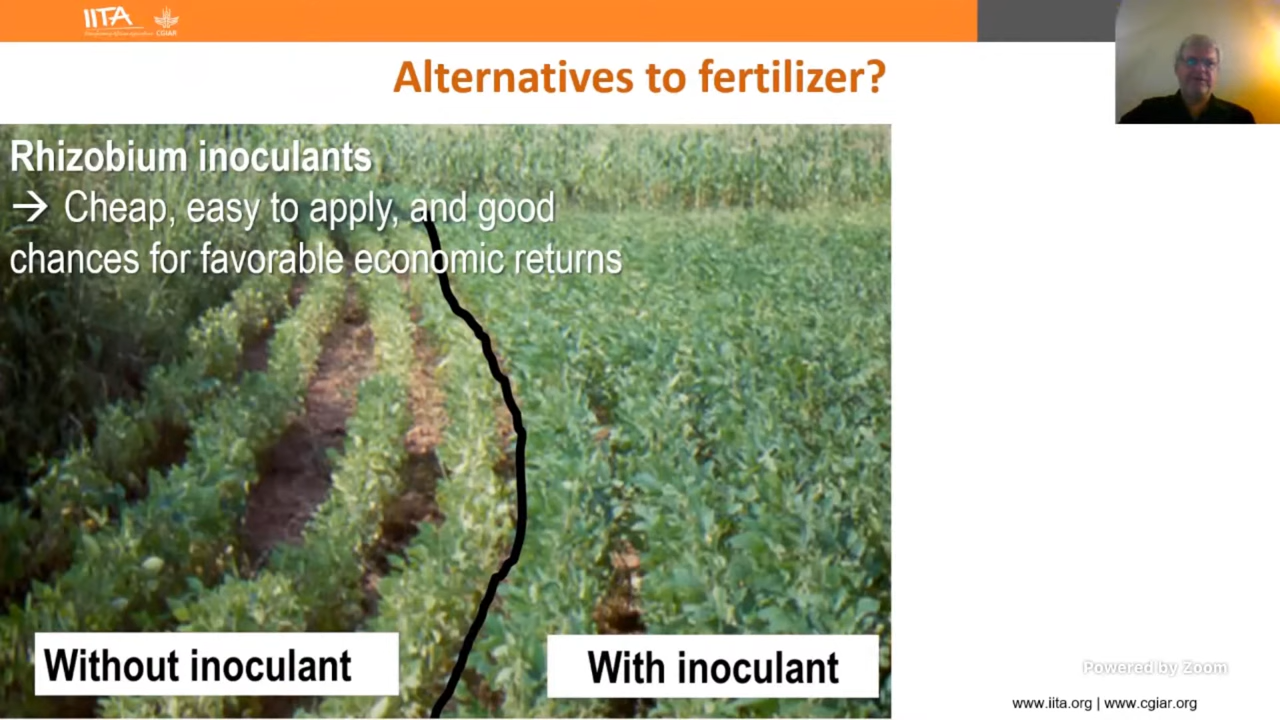 IITA
CGIAR
Alternatives to fertilizer?
Rhizobium inoculants
→ Cheap, easy to apply, and good
chances for favorable economic returns
Without inoculant
With inoculant
Powered by Zoom
www.iita.org | www.cgiar.org